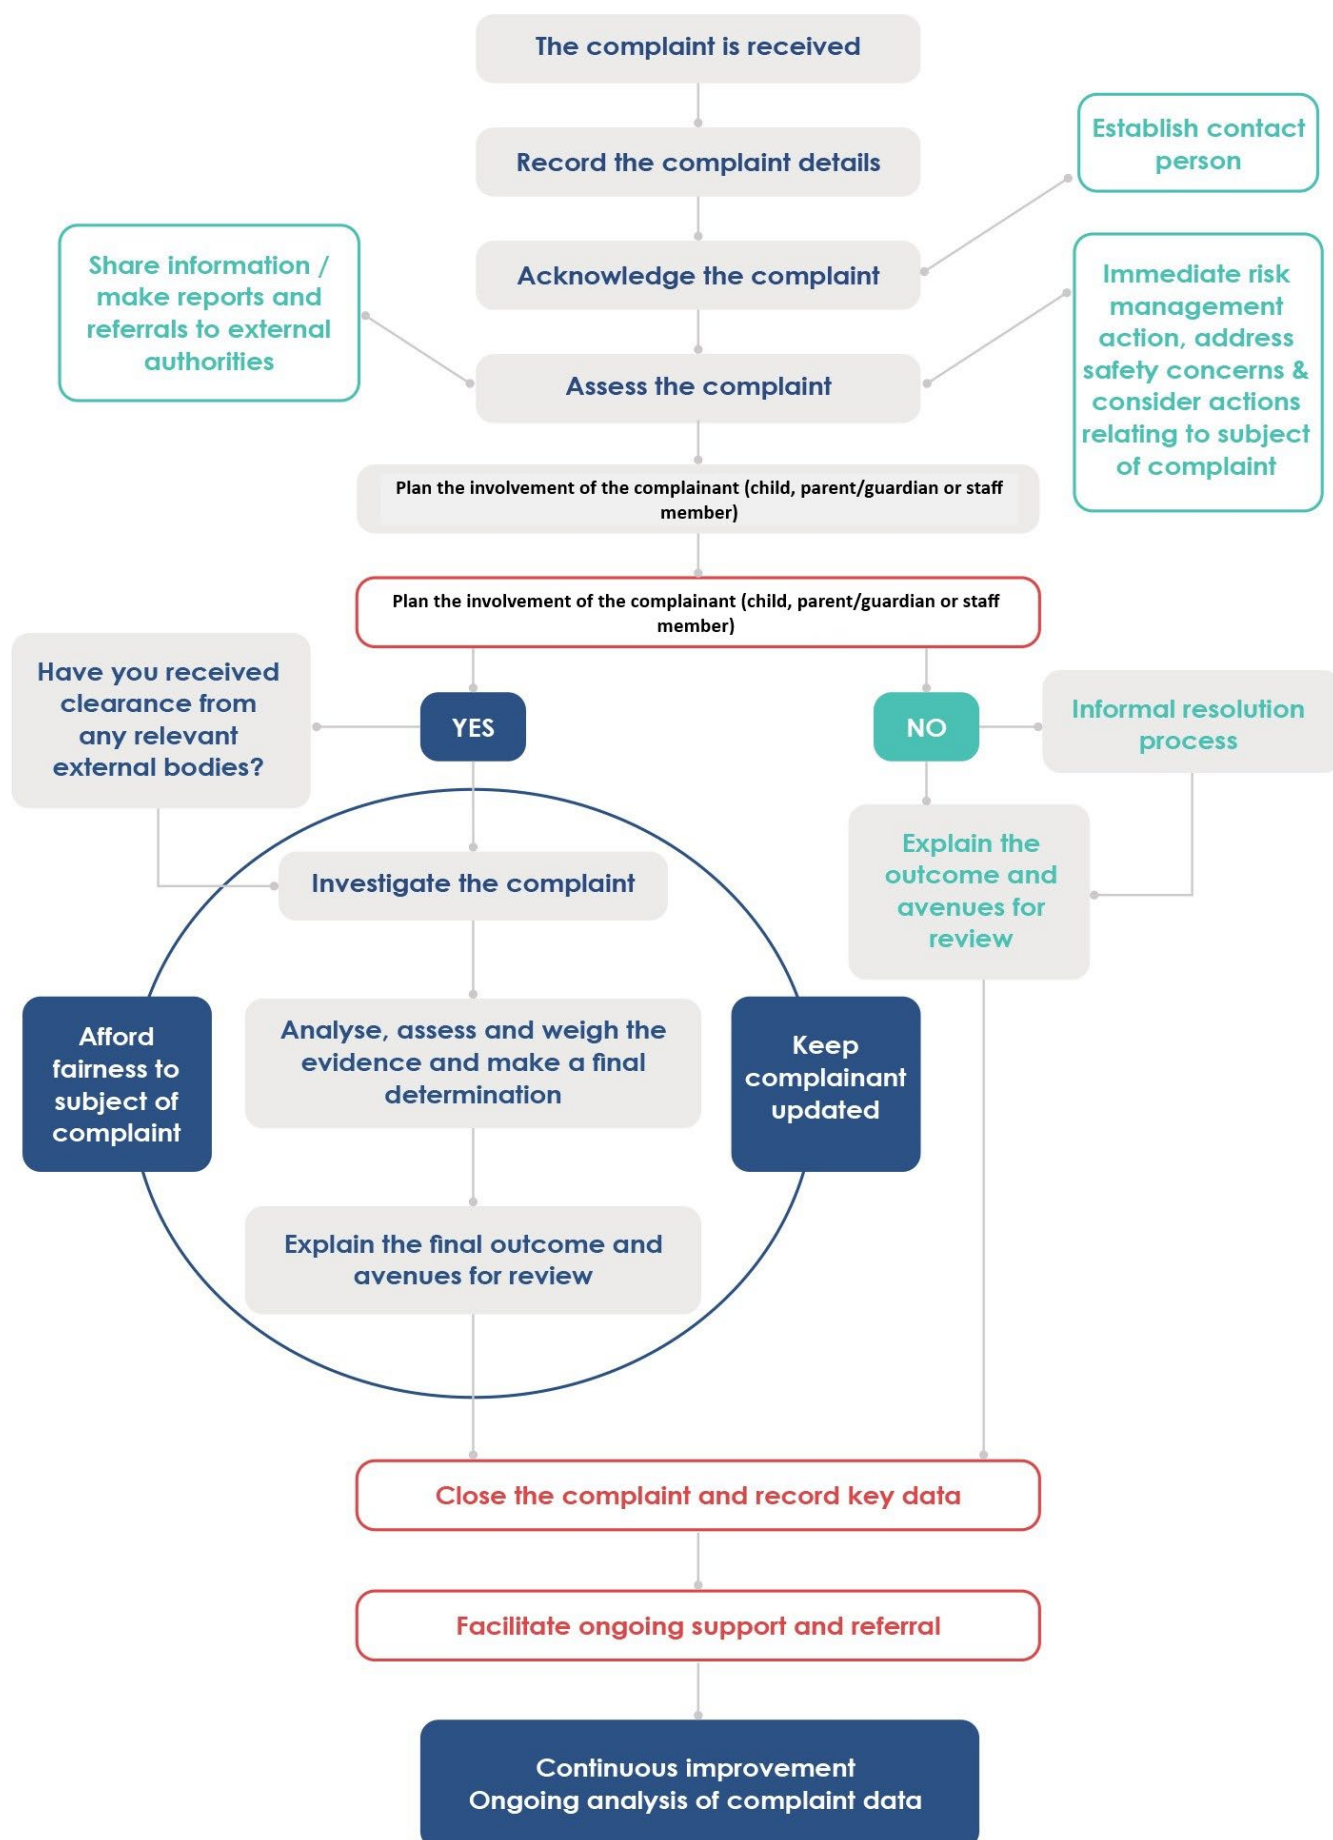 The complaint is received
Record the complaint details
Establish contact
person
Acknowledge the complaint
Share information /
make reports and
referrals to external
authorities
Immediate risk
management
action, address
safety concerns &
consider actions
relating to subject
of complaint
Assess the complaint
Plan the involvement of the complainant (child, parent/guardian or staff
member)
Plan the involvement of the complainant (child, parent/guardian or staff
member)
Have you received
clearance from
any relevant
external bodies?
YES
NO
Informal resolution
process
Investigate the complaint
Explain the
outcome and
avenues for
review
Afford
fairness to
subject of
complaint
Analyse, assess and weigh the
evidence and make a final
determination
Keep
complainant
updated
Explain the final outcome and
avenues for review
Close the complaint and record key data
Facilitate ongoing support and referral
Continuous improvement
Ongoing analysis of complaint data